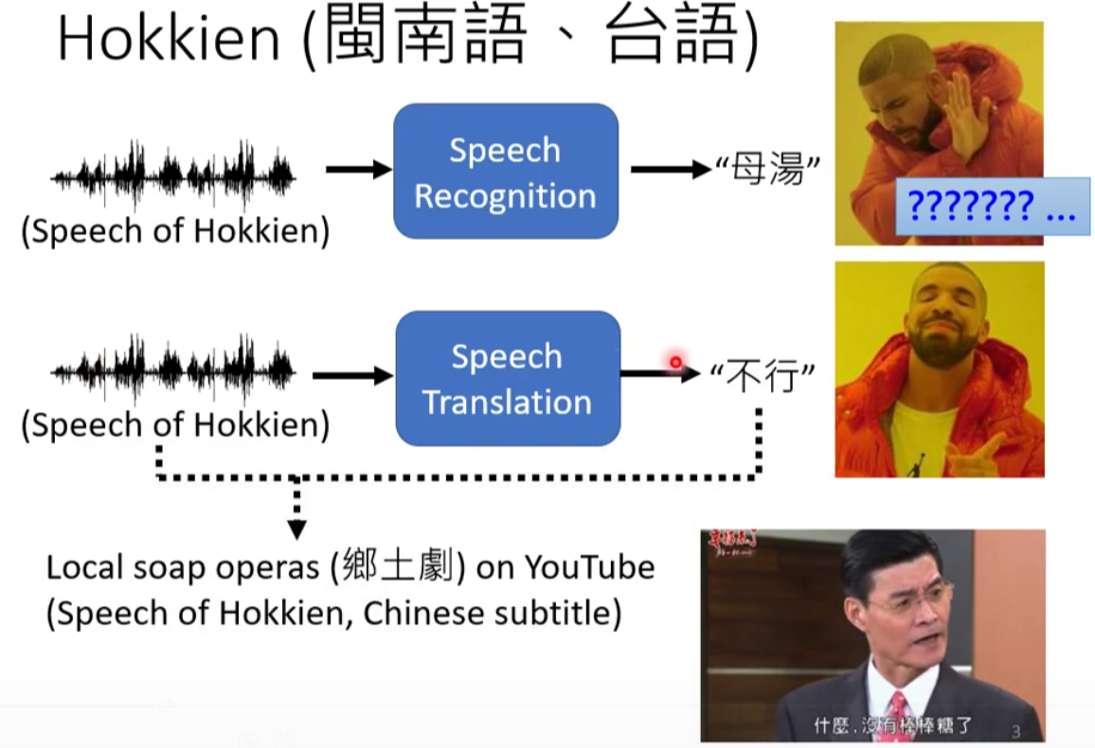 Hokkien (閩南語、台語)
Speech
Recognition
“母湯”
??????? ...
(Speech of Hokkien)
Speech
Translation
“不行”
(Speech of Hokkien)
Local soap operas (鄉土劇) on YouTube
(Speech of Hokkien, Chinese subtitle)
什麼.沒有棒棒糖了
3